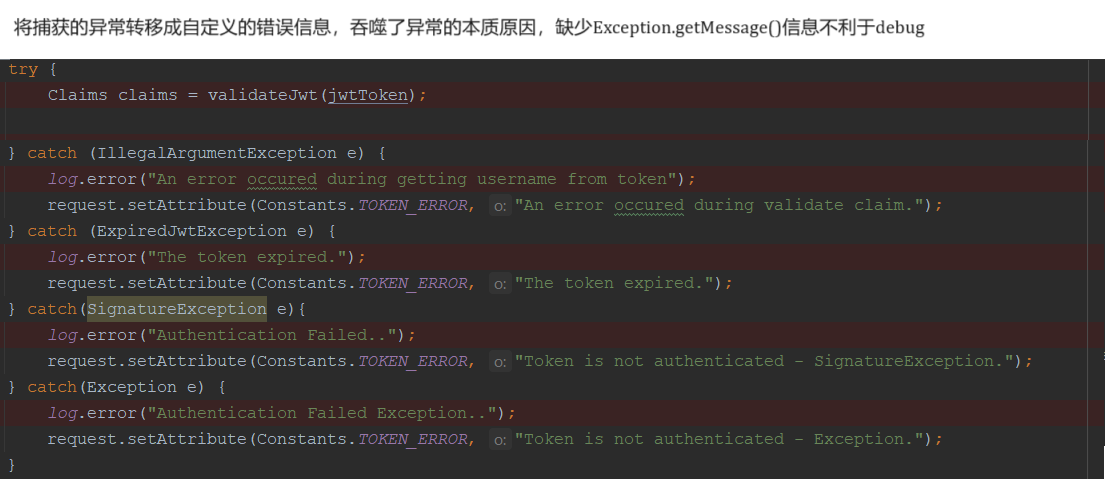 将捕获的异常转移成自定义的错误信息，吞噬了异常的本质原因，缺少Exception.getMessage()信息不利于debug
try {
Claims claims = validateJwt(jwtToken);
} catch (IllegalArgumentException e) {
log.error("An error occured during getting username from token");
request.setAttribute(Constants.TOKEN_ERROR, o: "An error occured during validate claim.");
} catch (ExpiredJwtException e) {
log.error("The token expired.");
request.setAttribute(Constants.TOKEN_ERROR, o: "The token expired.");
} catch(SignatureException e){
log.error("Authentication Failed..");
request.setAttribute(Constants.TOKEN_ERROR, o: "Token is not authenticated - SignatureException.");
} catch(Exception e) {
log.error("Authentication Failed Exception..");
request.setAttribute(Constants.TOKEN_ERROR, o: "Token is not authenticated - Exception.");
}